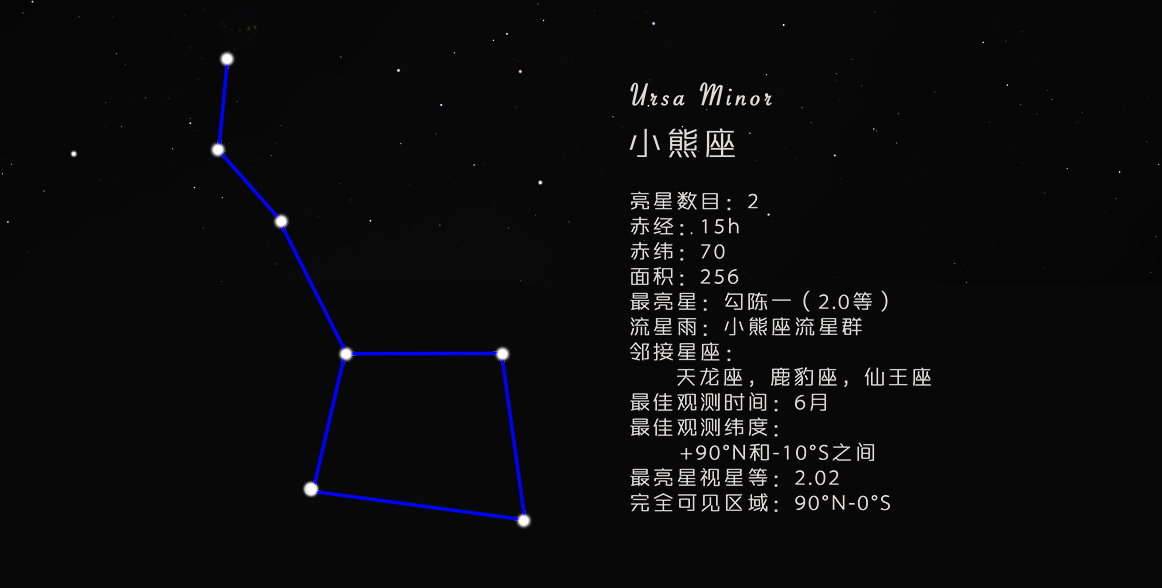 Ursa Minor
小熊座
亮星数目：2
赤经：15h
赤纬：70
面积：256
最亮星：勾陈一（2.0等）
流星雨：小熊座流星群
邻接星座：
天龙座，鹿豹座，仙王座
最佳观测时间：6月
最佳观测纬度：
+90°N和-10°S之间
最亮星视星等：2.02
完全可见区域：90°N-0°S